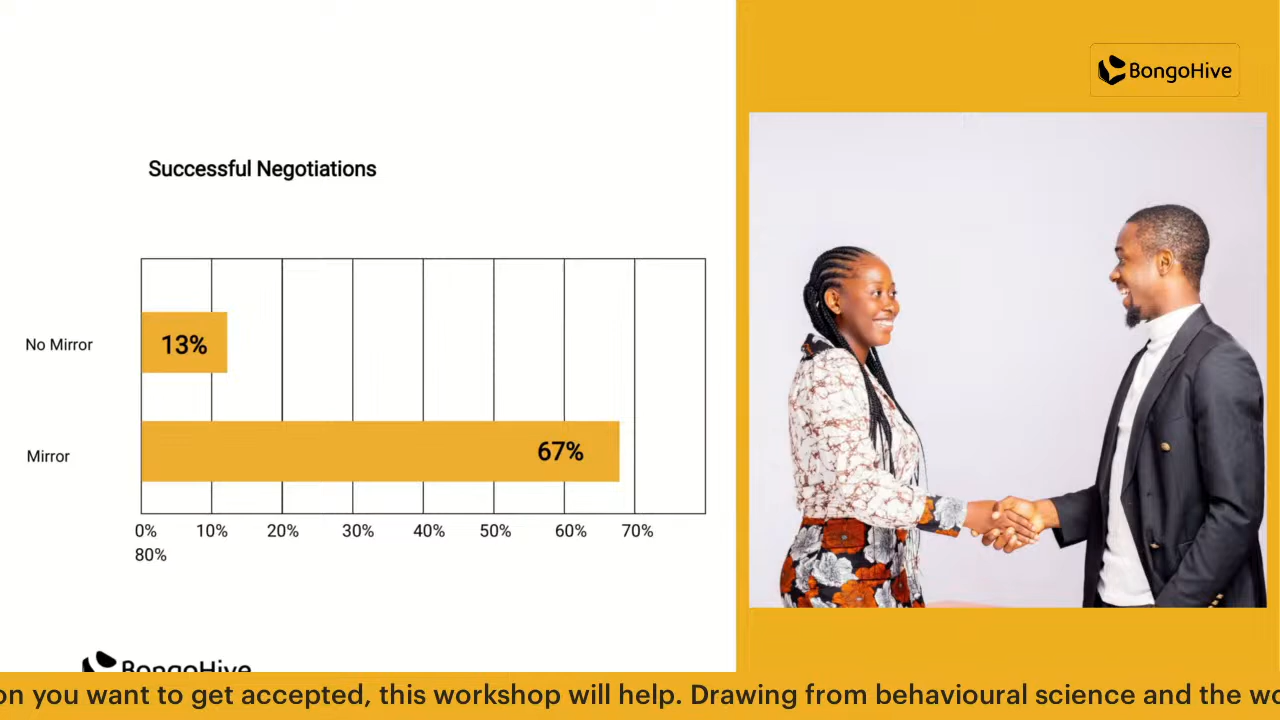 BongoHive
Successful Negotiations
No Mirror
13%
Mirror
67%
0% 10% 20% 30% 40% 50% 60% 70%
80%
BongoHive
on you want to get accepted, this workshop will help. Drawing from behavioural science and the wo